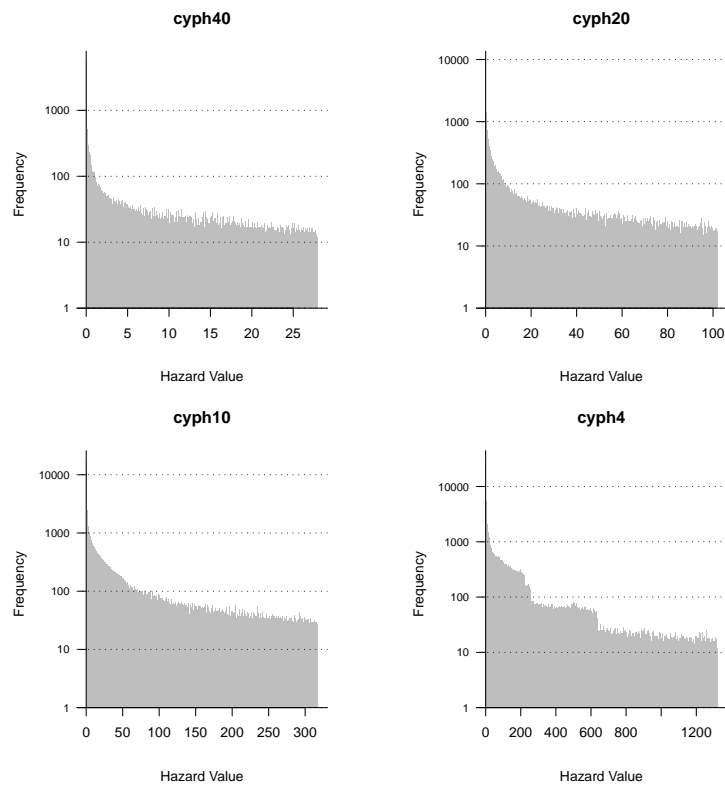 cyph40
Frequency
1000
100
10
1
0 5 10 15 20 25
Hazard Value
cyph20
Frequency
10000
1000
100
10
1
0 20 40 60 80 100
Hazard Value
cyph10
Frequency
10000
1000
100
10
1
0 50 100 150 200 250 300
Hazard Value
cyph4
Frequency
10000
1000
100
10
1
0 200 400 600 800 1200
Hazard Value